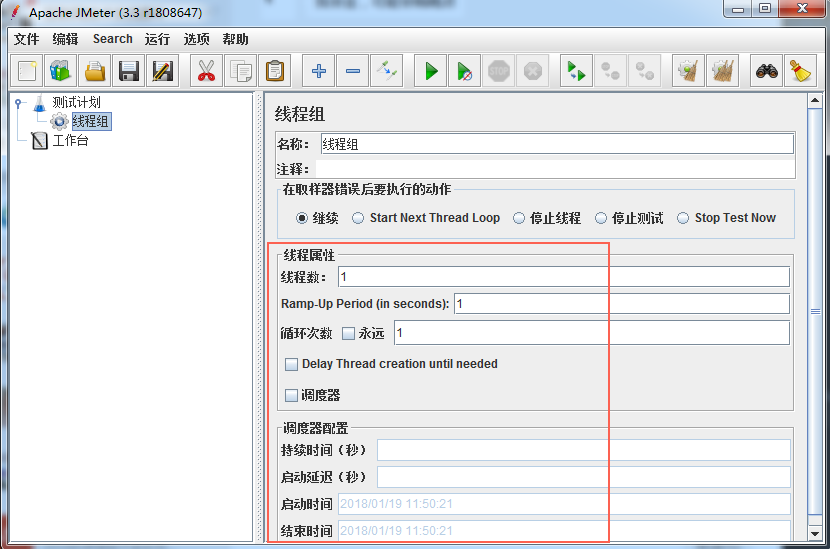 Apache JMeter (3.3 r1808647)
文件 编辑 Search 运行 选项 帮助
STOP
测试计划
线程组
工作台
线程组
名称： 线程组
注释：
在取样器错误后要执行的动作
继续 Start Next Thread Loop 停止线程 停止测试 Stop Test Now
线程属性
线程数： 1
Ramp-Up Period (in seconds): 1
循环次数 永远 1
Delay Thread creation until needed
调度器
调度器配置
持续时间（秒）
启动延迟（秒）
启动时间 2018/01/19 11:50:21
结束时间 2018/01/19 11:50:21